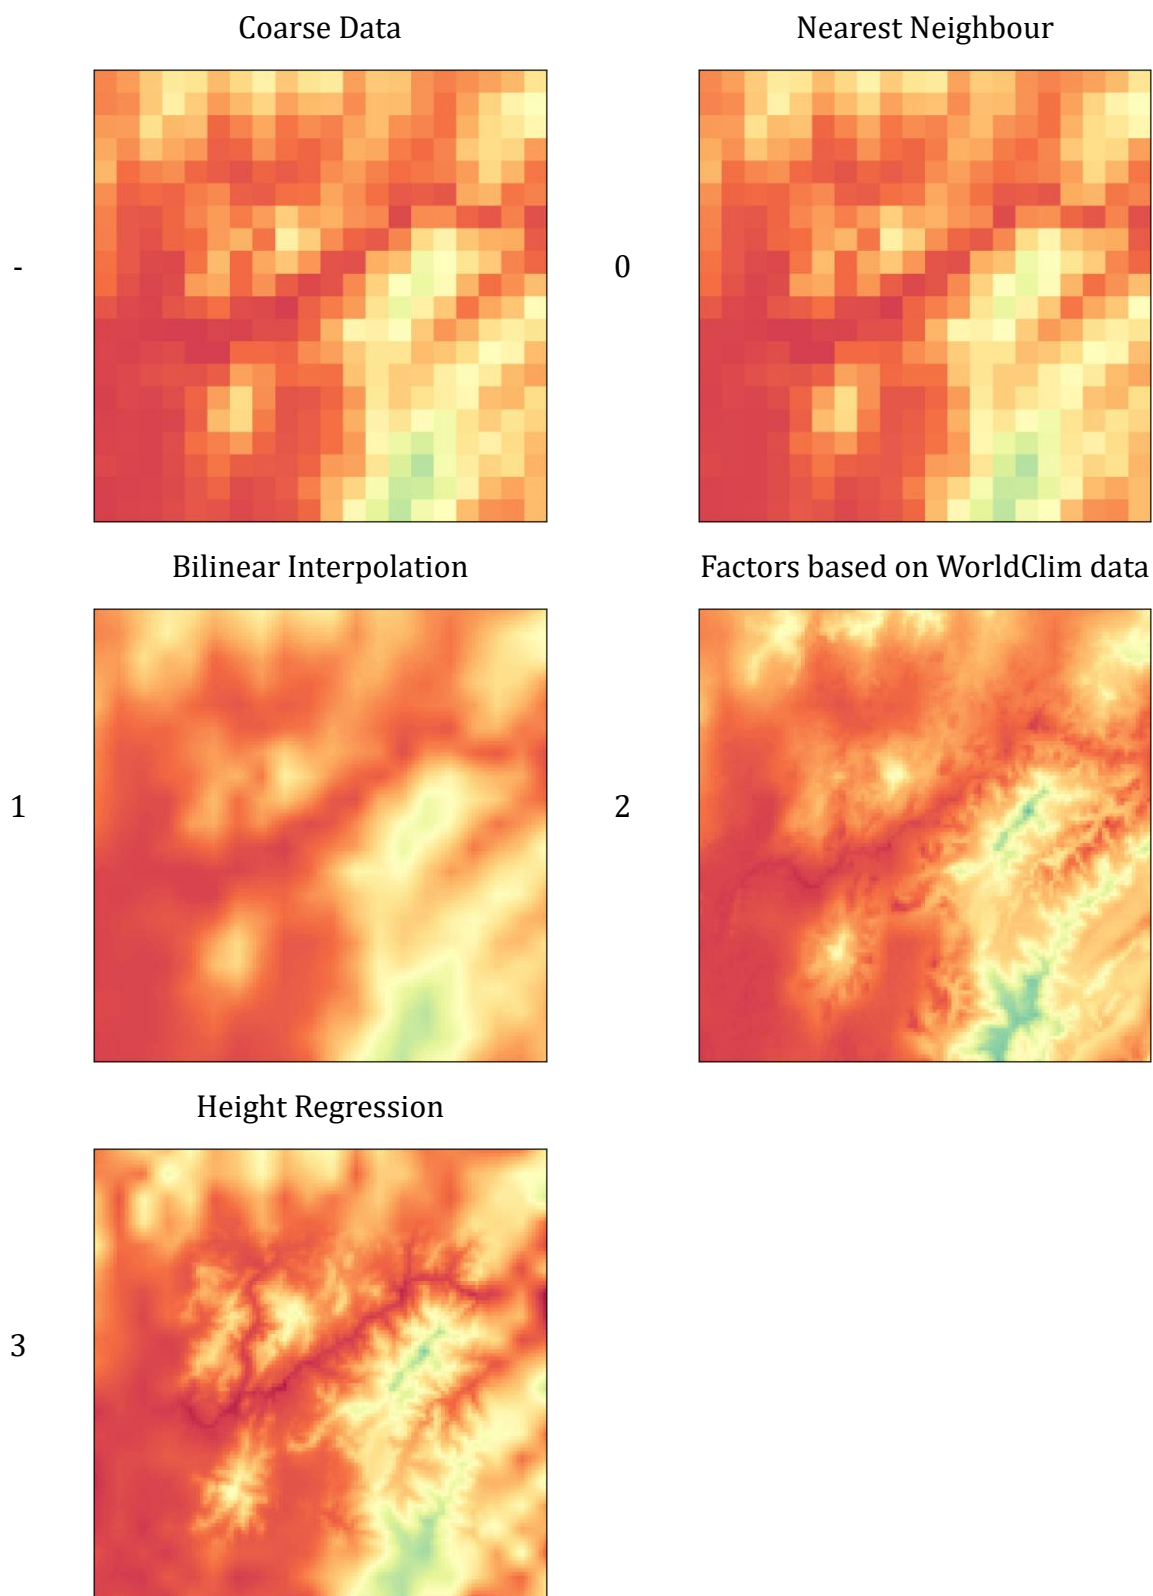 Coarse Data
Nearest Neighbour
-
0
Bilinear Interpolation
Factors based on WorldClim data
1
2
Height Regression
3